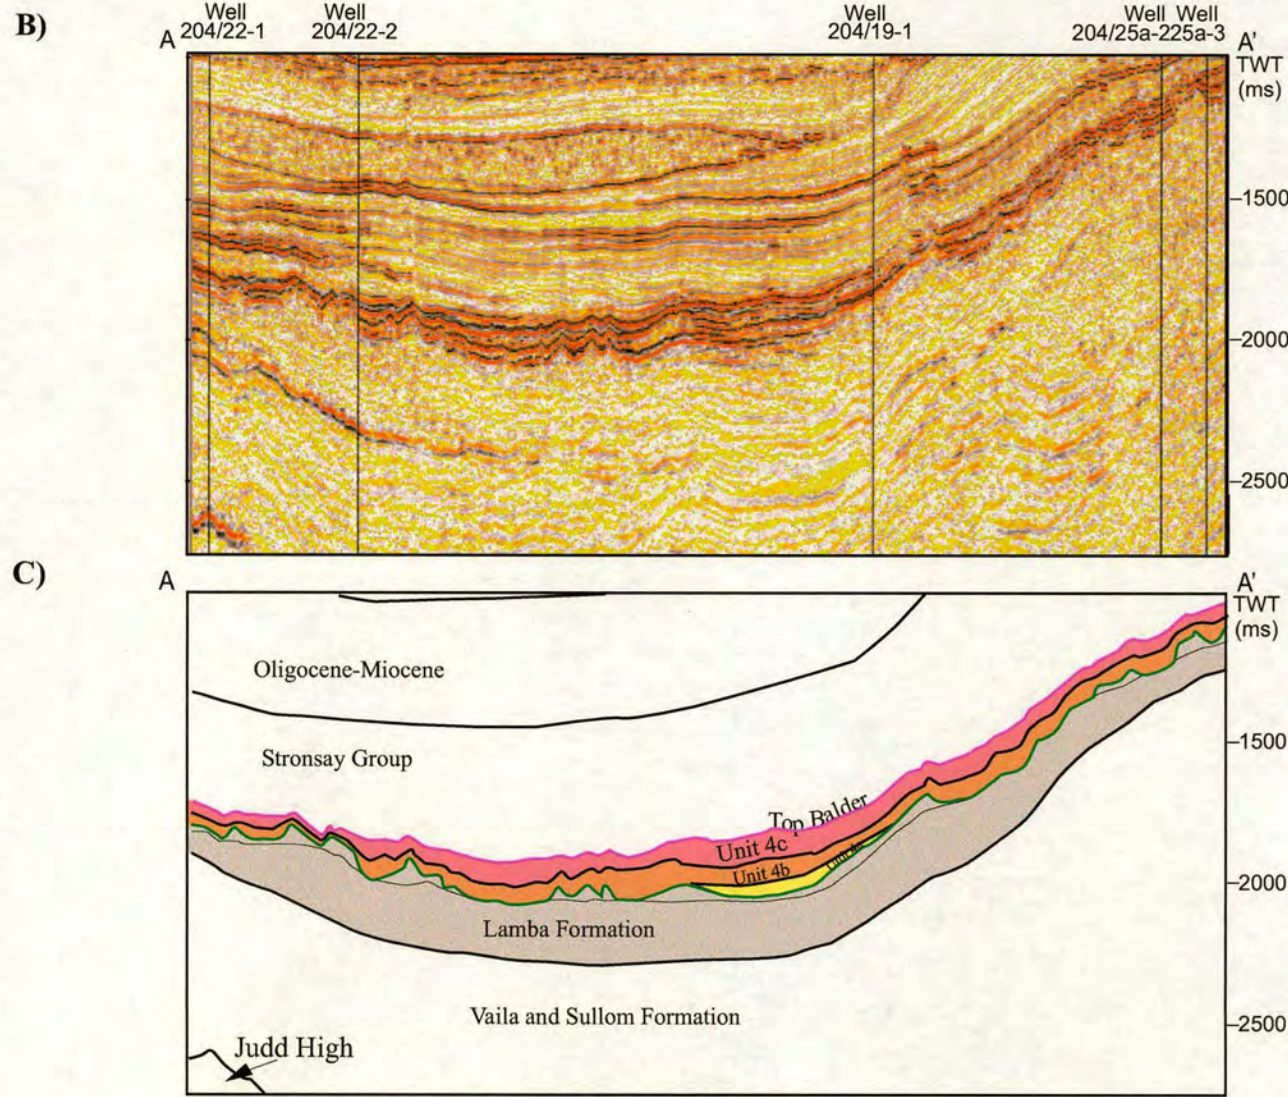 B)
Well
204/22-1
Well
204/22-2
Well
204/19-1
Well Well
204/25a-225a-3
A
A'
TWT
(ms)
1500
2000
2500
C)
A
A'
TWT
(ms)
Oligocene-Miocene
Stronsay Group
Top Balder
Unit 4c
Unit 4b
Lamba Formation
Vaila and Sullom Formation
Judd High
1500
2000
2500